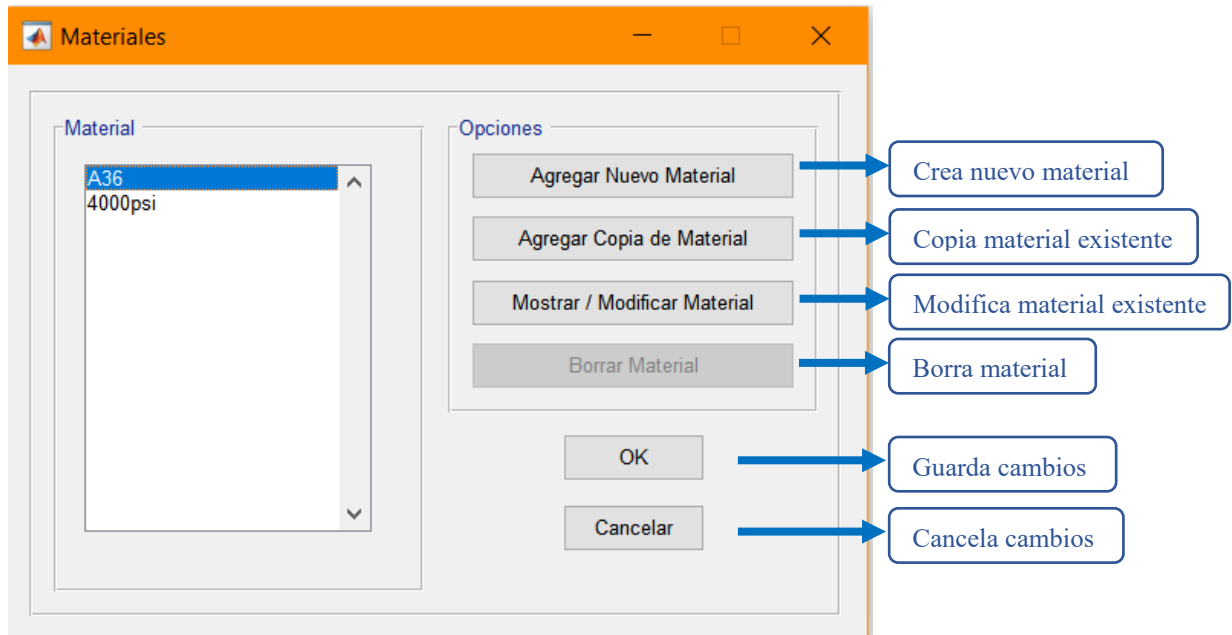 Materiales
Material
A36
4000psi
Opciones
Agregar Nuevo Material
Agregar Copia de Material
Mostrar / Modificar Material
Borrar Material
OK
Cancelar
Crea nuevo material
Copia material existente
Modifica material existente
Borra material
Guarda cambios
Cancela cambios